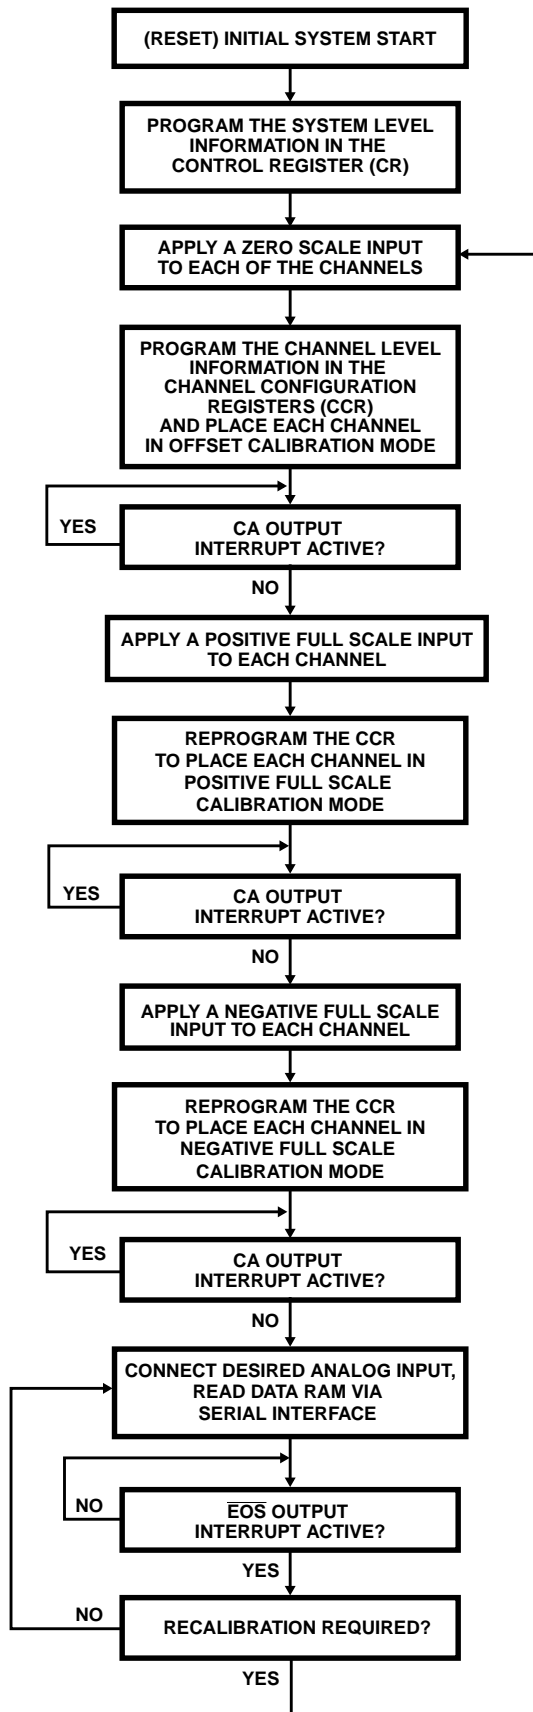 (RESET) INITIAL SYSTEM START
PROGRAM THE SYSTEM LEVEL
INFORMATION IN THE
CONTROL REGISTER (CR)
APPLY A ZERO SCALE INPUT
TO EACH OF THE CHANNELS
PROGRAM THE CHANNEL LEVEL
INFORMATION IN THE
CHANNEL CONFIGURATION
REGISTERS (CCR)
AND PLACE EACH CHANNEL
IN OFFSET CALIBRATION MODE
YES
CA OUTPUT
INTERRUPT ACTIVE?
NO
APPLY A POSITIVE FULL SCALE INPUT
TO EACH CHANNEL
REPROGRAM THE CCR
TO PLACE EACH CHANNEL IN
POSITIVE FULL SCALE
CALIBRATION MODE
YES
CA OUTPUT
INTERRUPT ACTIVE?
NO
APPLY A NEGATIVE FULL SCALE
INPUT TO EACH CHANNEL
REPROGRAM THE CCR
TO PLACE EACH CHANNEL IN
NEGATIVE FULL SCALE
CALIBRATION MODE
YES
CA OUTPUT
INTERRUPT ACTIVE?
NO
CONNECT DESIRED ANALOG INPUT,
READ DATA RAM VIA
SERIAL INTERFACE
NO
E̅O̅S̅ OUTPUT
INTERRUPT ACTIVE?
YES
NO
RECALIBRATION REQUIRED?
YES